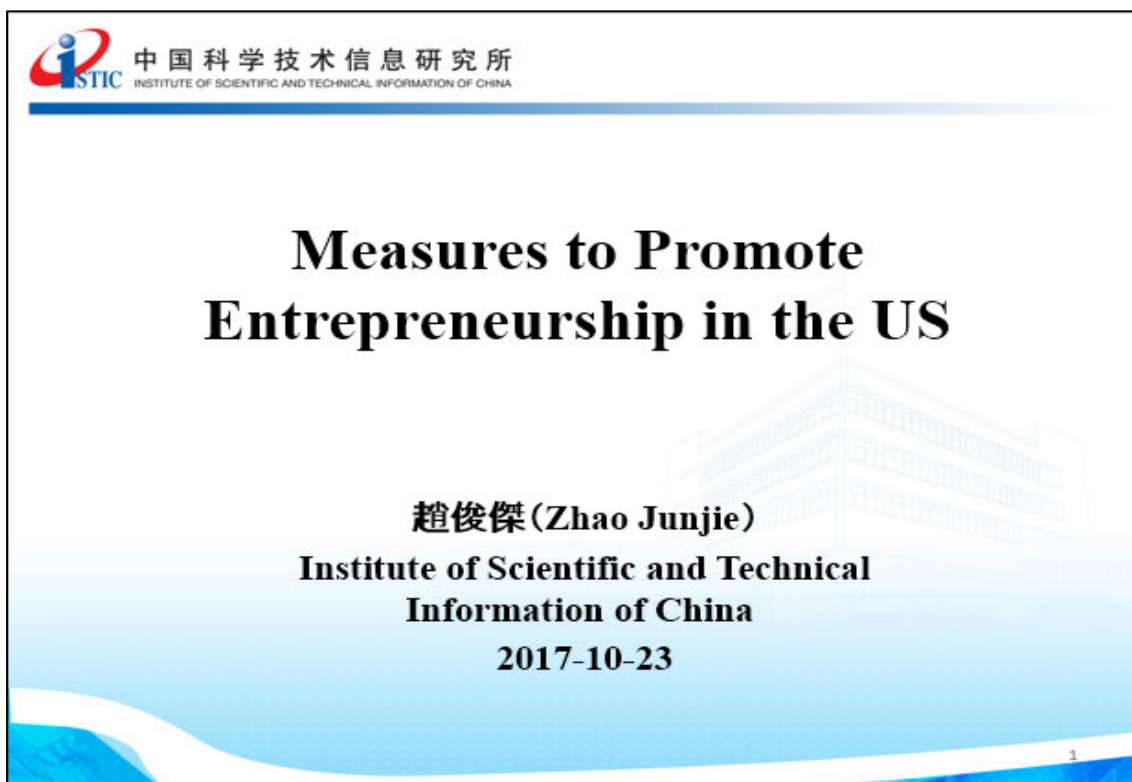 iSTIC
中国科学技术信息研究所
INSTITUTE OF SCIENTIFIC AND TECHNICAL INFORMATION OF CHINA
Measures to Promote
Entrepreneurship in the US
趙俊傑(Zhao Junjie)
Institute of Scientific and Technical
Information of China
2017-10-23
1